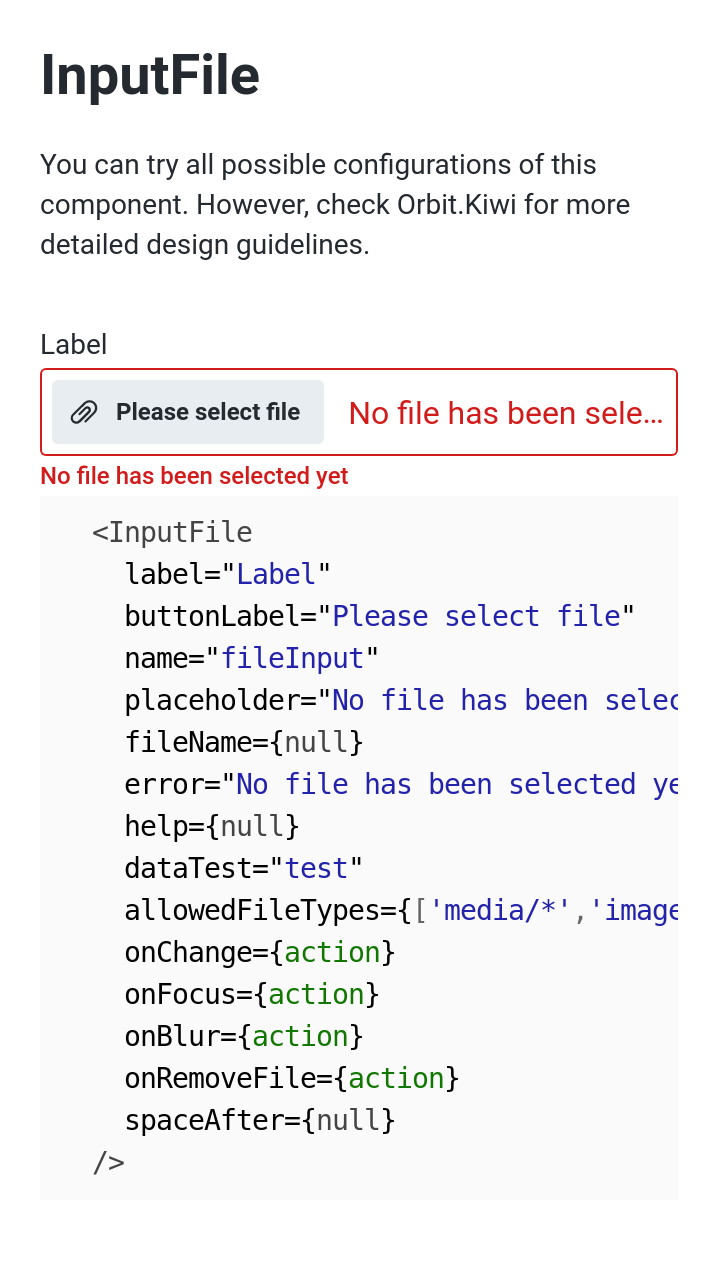 InputFile
You can try all possible configurations of this
component. However, check Orbit.Kiwi for more
detailed design guidelines.
Label
Please select file No file has been sele...
No file has been selected yet
<InputFile
label="Label"
buttonLabel="Please select file"
name="fileInput"
placeholder="No file has been selec
fileName={null}
error="No file has been selected ye
help={null}
dataTest="test"
allowedFileTypes={['media/*','image
onChange={action}
onFocus={action}
onBlur={action}
onRemoveFile={action}
spaceAfter={null}
/>